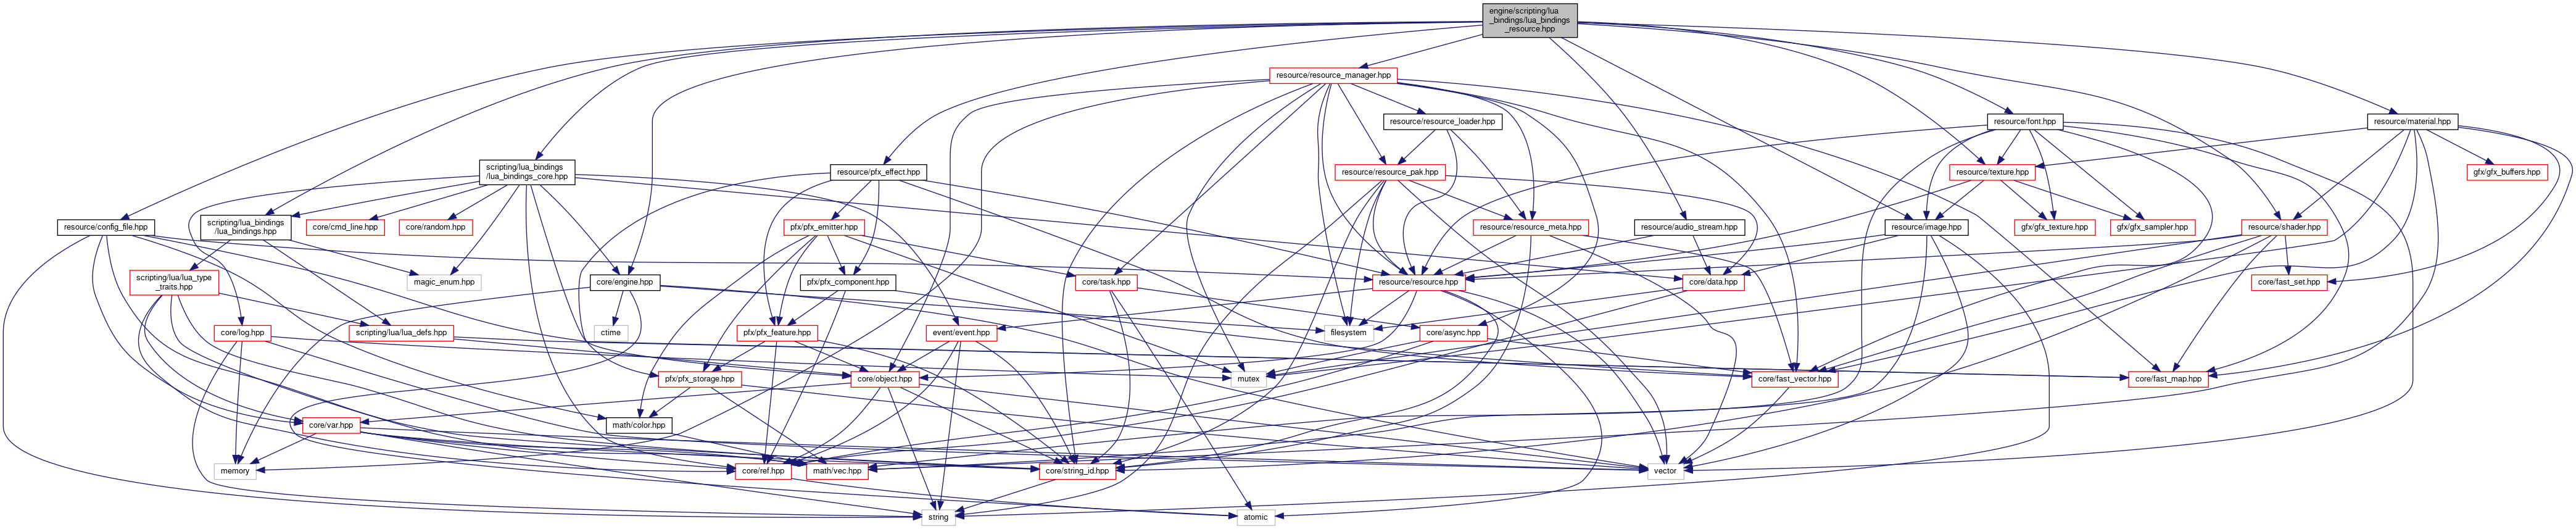 engine/scripting/lua
_bindings/lua_bindings
_resource.hpp
resource/resource_manager.hpp
resource/resource_loader.hpp
resource/font.hpp
resource/material.hpp
scripting/lua_bindings
/lua_bindings_core.hpp
resource/pfx_effect.hpp
resource/resource_pak.hpp
resource/texture.hpp
gfx/gfx_buffers.hpp
resource/config_file.hpp
scripting/lua_bindings
/lua_bindings.hpp
core/cmd_line.hpp
core/random.hpp
pfx/pfx_emitter.hpp
resource/resource_meta.hpp
resource/audio_stream.hpp
resource/image.hpp
gfx/gfx_texture.hpp
gfx/gfx_sampler.hpp
resource/shader.hpp
scripting/lua/lua_type
_traits.hpp
magic_enum.hpp
core/engine.hpp
pfx/pfx_component.hpp
core/task.hpp
resource/resource.hpp
core/data.hpp
core/fast_set.hpp
core/log.hpp
scripting/lua/lua_defs.hpp
ctime
pfx/pfx_feature.hpp
event/event.hpp
filesystem
core/async.hpp
pfx/pfx_storage.hpp
core/object.hpp
mutex
core/fast_vector.hpp
core/fast_map.hpp
core/var.hpp
math/color.hpp
memory
core/ref.hpp
math/vec.hpp
core/string_id.hpp
vector
string
atomic